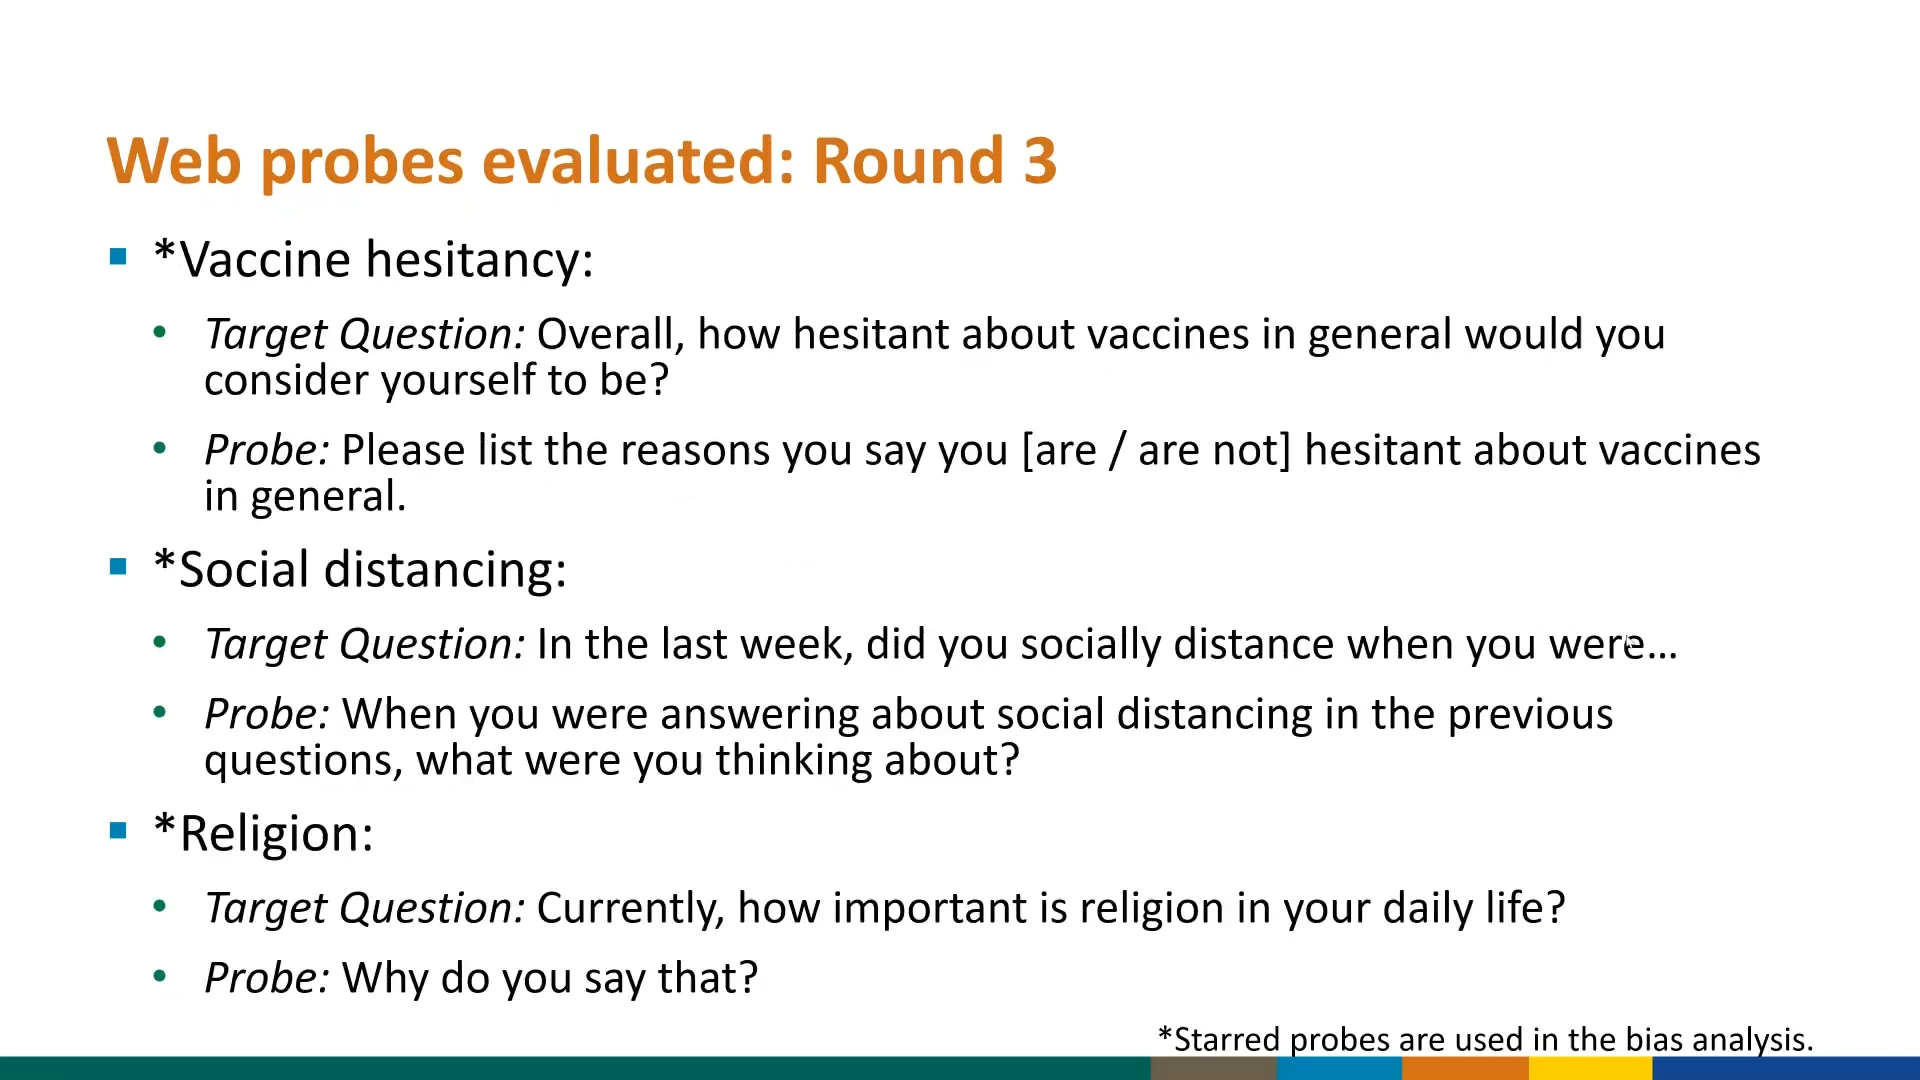 Web probes evaluated: Round 3
*Vaccine hesitancy:
Target Question: Overall, how hesitant about vaccines in general would you
consider yourself to be?
Probe: Please list the reasons you say you [are / are not] hesitant about vaccines
in general.
*Social distancing:
Target Question: In the last week, did you socially distance when you were…
Probe: When you were answering about social distancing in the previous
questions, what were you thinking about?
*Religion:
Target Question: Currently, how important is religion in your daily life?
Probe: Why do you say that?
*Starred probes are used in the bias analysis.